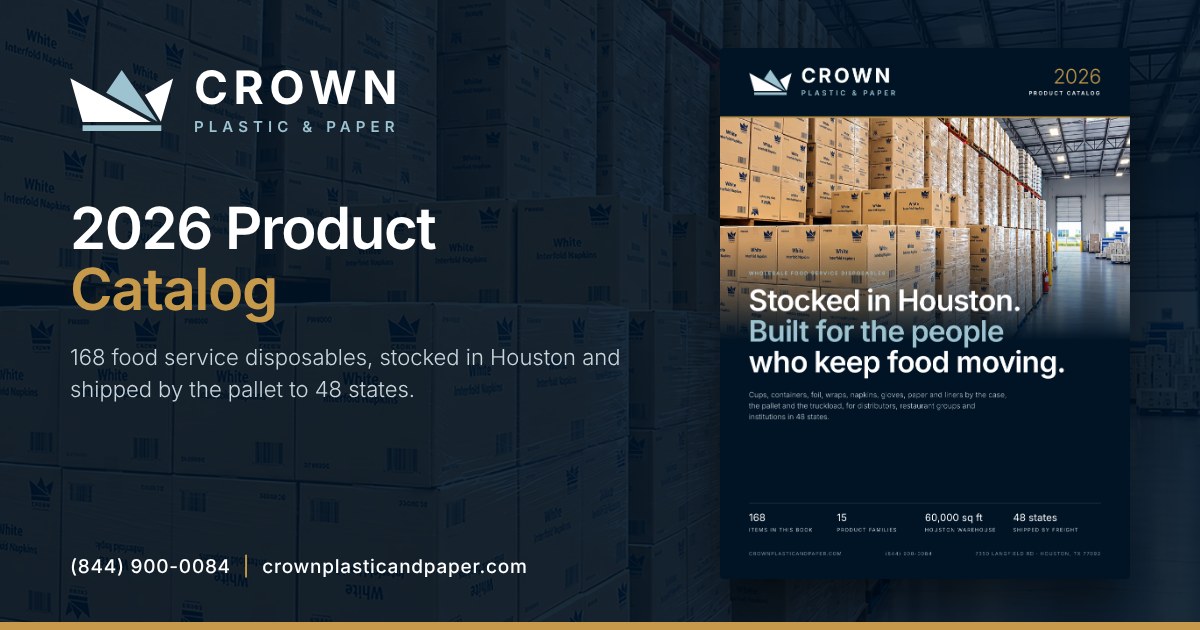 CROWN
PLASTIC & PAPER
2026 Product
Catalog
168 food service disposables, stocked in Houston and
shipped by the pallet to 48 states.
(844) 900-0084 | crownplasticandpaper.com
CROWN
PLASTIC & PAPER
2026
PRODUCT CATALOG
White
Interfold Napkins
WHOLESALE FOOD SERVICE DISPOSABLES
Stocked in Houston.
Built for the people
who keep food moving.
Cups, containers, foil, wraps, napkins, gloves, paper and liners by the case,
the pallet and the truckload, for distributors, restaurant groups and
institutions in 48 states.
168
ITEMS IN THIS BOOK
15
PRODUCT FAMILIES
60,000 sq ft
HOUSTON WAREHOUSE
48 states
SHIPPED BY FREIGHT
CROWNPLASTICANDPAPER.COM
HOUSTON, TX